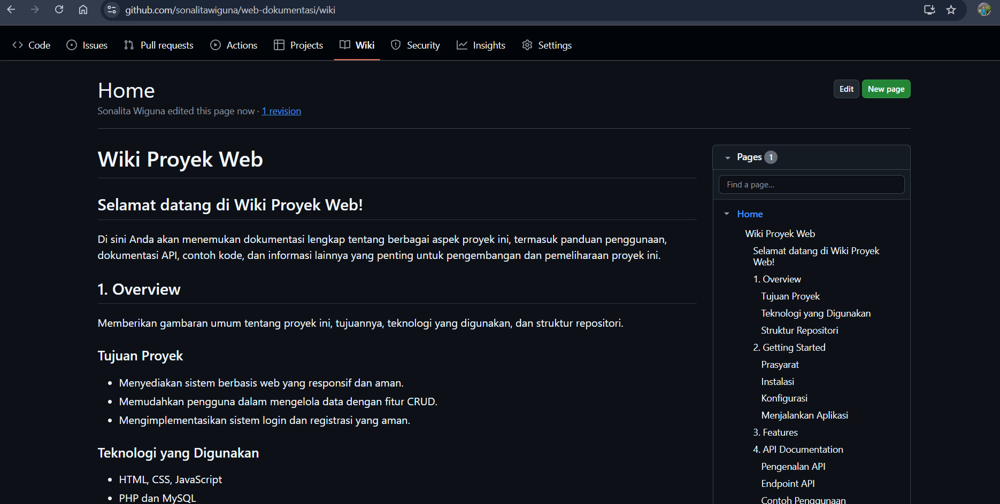 github.com/sonalitawiguna/web-dokumentasi/wiki
Code Issues Pull requests Actions Projects Wiki Security Insights Settings
Home
Edit New page
Sonalita Wiguna edited this page now · 1 revision
Wiki Proyek Web
Selamat datang di Wiki Proyek Web!
Di sini Anda akan menemukan dokumentasi lengkap tentang berbagai aspek proyek ini, termasuk panduan penggunaan,
dokumentasi API, contoh kode, dan informasi lainnya yang penting untuk pengembangan dan pemeliharaan proyek ini.
1. Overview
Memberikan gambaran umum tentang proyek ini, tujuannya, teknologi yang digunakan, dan struktur repositori.
Tujuan Proyek
• Menyediakan sistem berbasis web yang responsif dan aman.
• Memudahkan pengguna dalam mengelola data dengan fitur CRUD.
• Mengimplementasikan sistem login dan registrasi yang aman.
Teknologi yang Digunakan
• HTML, CSS, JavaScript
• PHP dan MySQL
Pages 1
Find a page...
Home
Wiki Proyek Web
Selamat datang di Wiki Proyek
Web!
1. Overview
Tujuan Proyek
Teknologi yang Digunakan
Struktur Repositori
2. Getting Started
Prasyarat
Instalasi
Konfigurasi
Menjalankan Aplikasi
3. Features
4. API Documentation
Pengenalan API
Endpoint API
Contoh Penggunaan